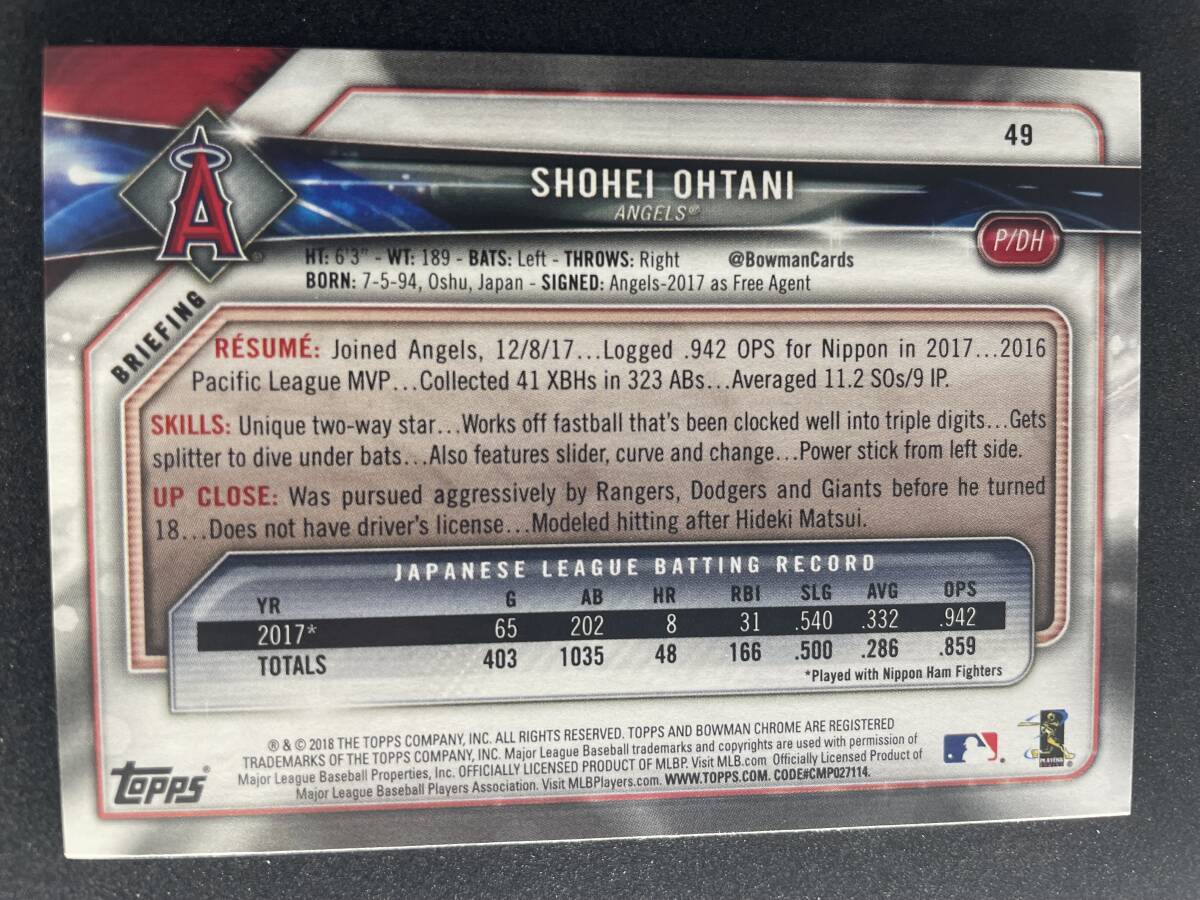 49
A
SHOHEI OHTANI
ANGELS®
P/DH
HT: 6'3" - WT: 189 - BATS: Left - THROWS: Right @BowmanCards
BORN: 7-5-94, Oshu, Japan - SIGNED: Angels-2017 as Free Agent
BRIEFING
RÉSUMÉ: Joined Angels, 12/8/17...Logged .942 OPS for Nippon in 2017...2016
Pacific League MVP...Collected 41 XBHs in 323 ABs...Averaged 11.2 SOs/9 IP.
SKILLS: Unique two-way star...Works off fastball that's been clocked well into triple digits...Gets
splitter to dive under bats...Also features slider, curve and change...Power stick from left side.
UP CLOSE: Was pursued aggressively by Rangers, Dodgers and Giants before he turned
18...Does not have driver's license...Modeled hitting after Hideki Matsui.
JAPANESE LEAGUE BATTING RECORD
YR G AB HR RBI SLG AVG OPS
2017* 65 202 8 31 .540 .332 .942
TOTALS 403 1035 48 166 .500 .286 .859
*Played with Nippon Ham Fighters
® & © 2018 THE TOPPS COMPANY, INC. ALL RIGHTS RESERVED. TOPPS AND BOWMAN CHROME ARE REGISTERED
TRADEMARKS OF THE TOPPS COMPANY, INC. Major League Baseball trademarks and copyrights are used with permission of
Major League Baseball Properties, Inc. OFFICIALLY LICENSED PRODUCT OF MLBP. Visit MLB.com Officially Licensed Product of
Major League Baseball Players Association. Visit MLBPlayers.com. WWW.TOPPS.COM. CODE#CMP027114.
Topps®
PLAYERS